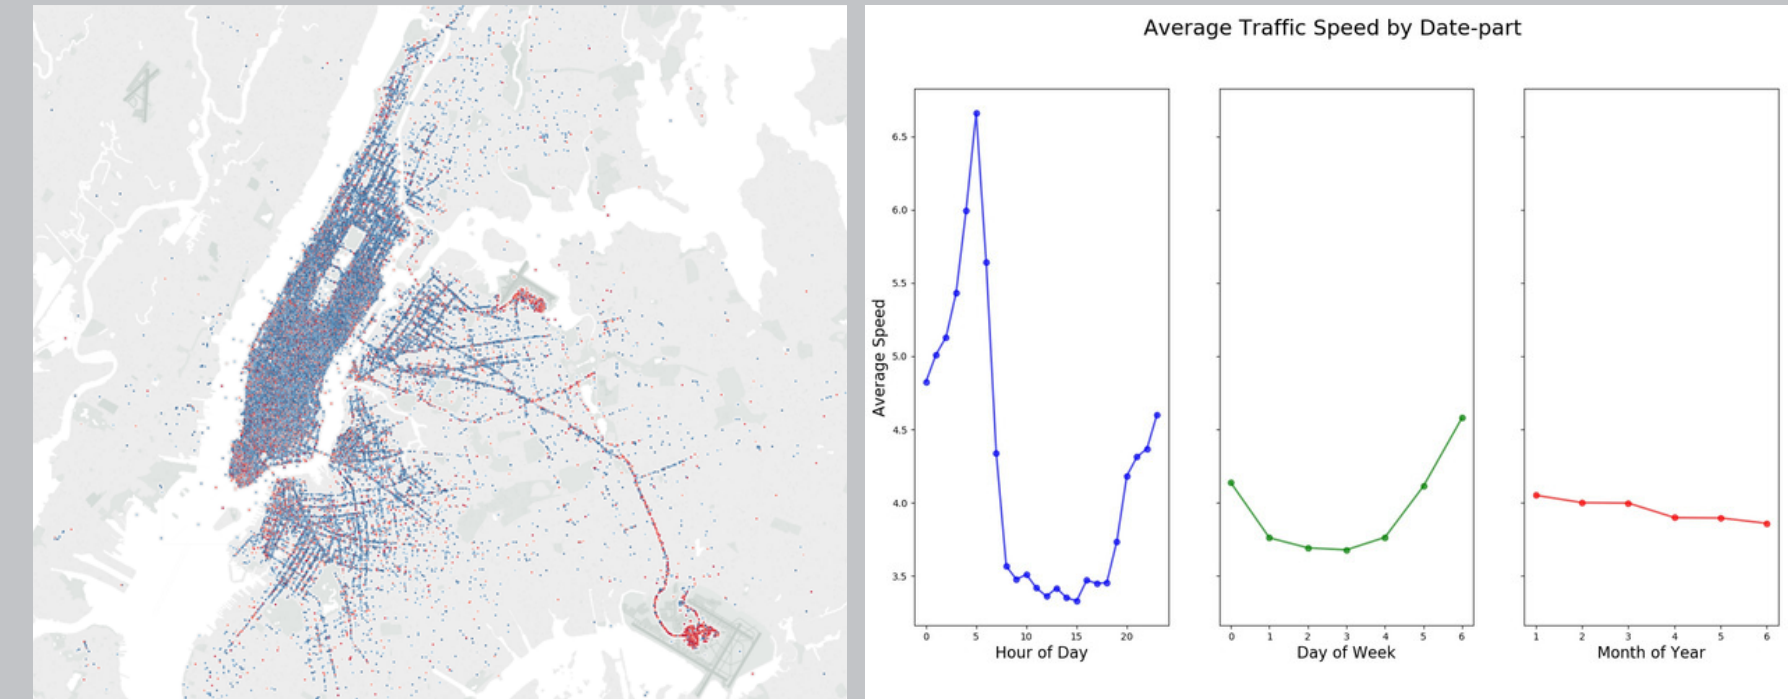 Average Traffic Speed by Date-part
Average Speed
6.5
6.0
5.5
5.0
4.5
4.0
3.5
0 5 10 15 20
Hour of Day
0 1 2 3 4 5 6
Day of Week
1 2 3 4 5 6
Month of Year